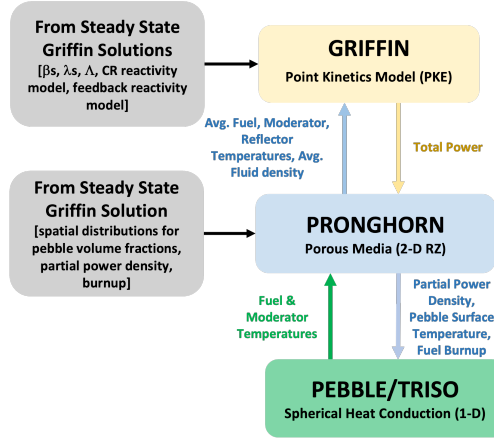 From Steady State
Griffin Solutions
[βs, λs, Λ, CR reactivity
model, feedback reactivity
model]
GRIFFIN
Point Kinetics Model (PKE)
Avg. Fuel, Moderator,
Reflector
Temperatures, Avg.
Fluid density
Total Power
From Steady State
Griffin Solution
[spatial distributions for
pebble volume fractions,
partial power density,
burnup]
PRONGHORN
Porous Media (2-D RZ)
Fuel &
Moderator
Temperatures
Partial Power
Density,
Pebble Surface
Temperature,
Fuel Burnup
PEBBLE/TRISO
Spherical Heat Conduction (1-D)